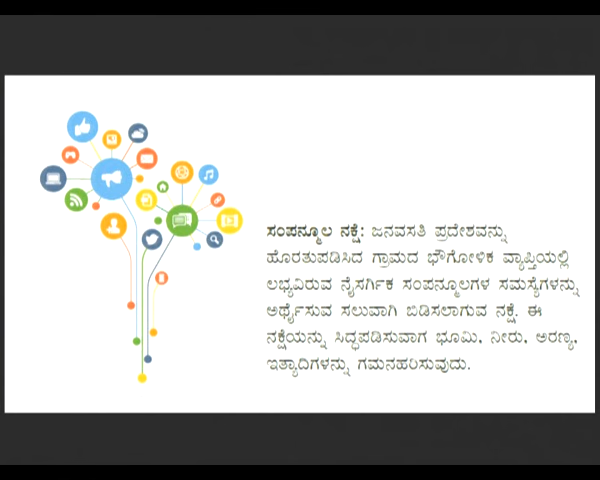 ಸಂಪನ್ಮೂಲ ನಕ್ಷೆ: ಜನವಸತಿ ಪ್ರದೇಶವನ್ನು
ಹೊರತುಪಡಿಸಿದ ಗ್ರಾಮದ ಭೌಗೋಳಿಕ ವ್ಯಾಪ್ತಿಯಲ್ಲಿ
ಲಭ್ಯವಿರುವ ನೈಸರ್ಗಿಕ ಸಂಪನ್ಮೂಲಗಳ ಸಮಸ್ಯೆಗಳನ್ನು
ಅರ್ಥೈಸುವ ಸಲುವಾಗಿ ಬಿಡಿಸಲಾಗುವ ನಕ್ಷೆ. ಈ
ನಕ್ಷೆಯನ್ನು ಸಿದ್ಧಪಡಿಸುವಾಗ ಭೂಮಿ, ನೀರು, ಅರಣ್ಯ,
ಇತ್ಯಾದಿಗಳನ್ನು ಗಮನಹರಿಸುವುದು.